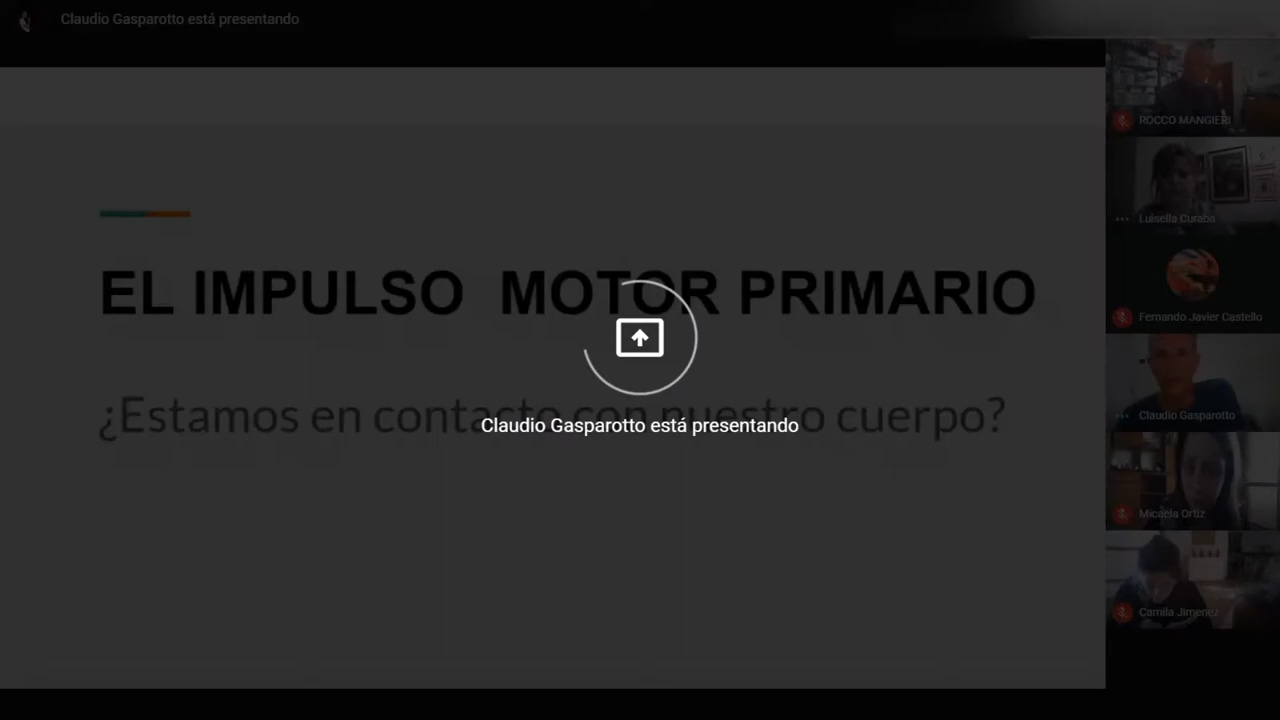 Claudio Gasparotto está presentando
EL IMPULSO MOTOR PRIMARIO
¿Estamos en contacto con nuestro cuerpo?
Claudio Gasparotto está presentando
ROCCO MANGIERI
Luisella Curaba
Fernando Javier Castello
Claudio Gasparotto
Micaela Ortiz
Camila Jimenez